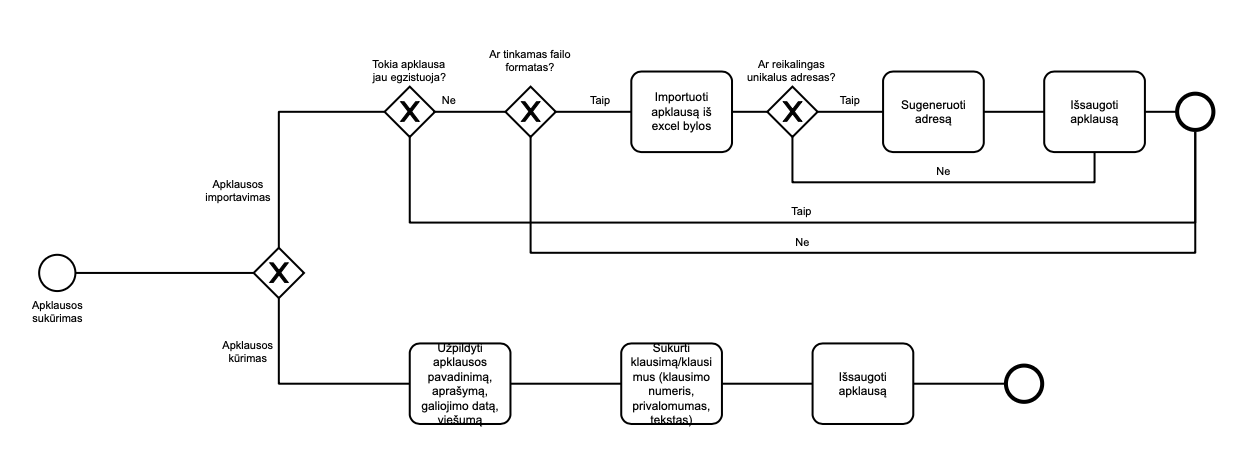 Tokia apklausa
jau egzistuoja?
Ar tinkamas failo
formatas?
Ar reikalingas
unikalus adresas?
Ne
Taip
Importuoti
apklausą iš
excel bylos
Taip
Sugeneruoti
adresą
Išsaugoti
apklausą
Ne
Apklausos
importavimas
Taip
Ne
X
X
X
X
Apklausos
sukūrimas
Apklausos
kūrimas
Užpildyti
apklausos
pavadinimą,
aprašymą,
galiojimo datą,
viešumą
Sukurti
klausimą/klausi
mus (klausimo
numeris,
privalomumas,
tekstas)
Išsaugoti
apklausą